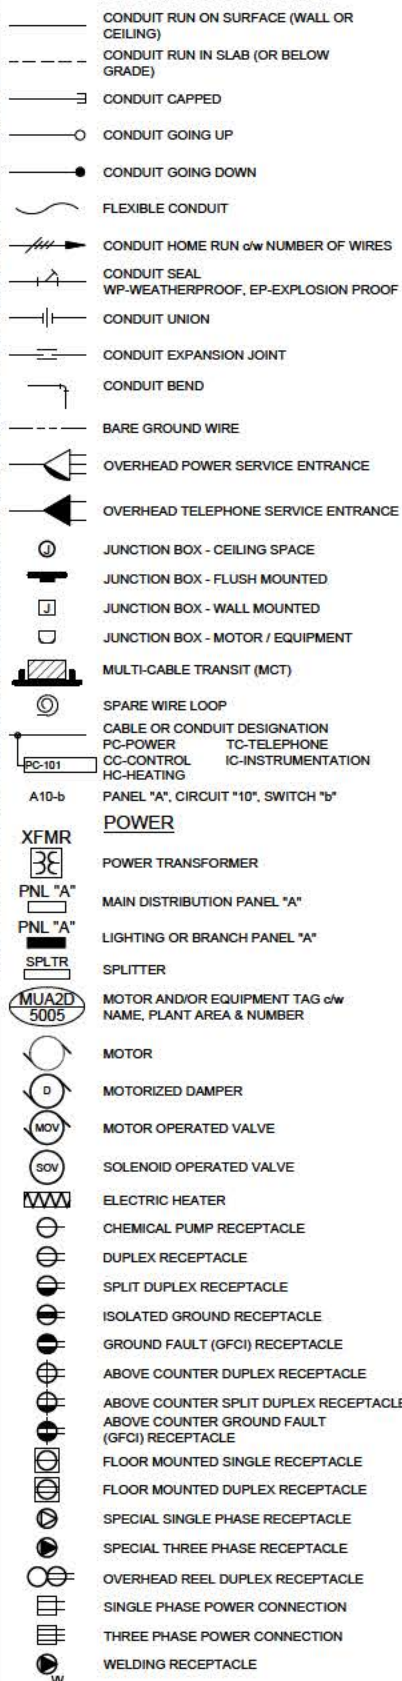 CONDUIT RUN ON SURFACE (WALL OR
CEILING)
CONDUIT RUN IN SLAB (OR BELOW
GRADE)
CONDUIT CAPPED
CONDUIT GOING UP
CONDUIT GOING DOWN
FLEXIBLE CONDUIT
CONDUIT HOME RUN c/w NUMBER OF WIRES
CONDUIT SEAL
WP-WEATHERPROOF, EP-EXPLOSION PROOF
CONDUIT UNION
CONDUIT EXPANSION JOINT
CONDUIT BEND
BARE GROUND WIRE
OVERHEAD POWER SERVICE ENTRANCE
OVERHEAD TELEPHONE SERVICE ENTRANCE
J JUNCTION BOX - CEILING SPACE
JUNCTION BOX - FLUSH MOUNTED
J JUNCTION BOX - WALL MOUNTED
JUNCTION BOX - MOTOR / EQUIPMENT
MULTI-CABLE TRANSIT (MCT)
SPARE WIRE LOOP
CABLE OR CONDUIT DESIGNATION
PC-POWER TC-TELEPHONE
PC-101 CC-CONTROL IC-INSTRUMENTATION
HC-HEATING
A10-b PANEL "A", CIRCUIT "10", SWITCH "b"
POWER
XFMR
POWER TRANSFORMER
PNL "A"
MAIN DISTRIBUTION PANEL "A"
PNL "A"
LIGHTING OR BRANCH PANEL "A"
SPLTR
SPLITTER
MUA2D MOTOR AND/OR EQUIPMENT TAG c/w
5005 NAME, PLANT AREA & NUMBER
MOTOR
D MOTORIZED DAMPER
MOV MOTOR OPERATED VALVE
SOV SOLENOID OPERATED VALVE
ELECTRIC HEATER
CHEMICAL PUMP RECEPTACLE
DUPLEX RECEPTACLE
SPLIT DUPLEX RECEPTACLE
ISOLATED GROUND RECEPTACLE
GROUND FAULT (GFCI) RECEPTACLE
ABOVE COUNTER DUPLEX RECEPTACLE
ABOVE COUNTER SPLIT DUPLEX RECEPTACLE
ABOVE COUNTER GROUND FAULT
(GFCI) RECEPTACLE
FLOOR MOUNTED SINGLE RECEPTACLE
FLOOR MOUNTED DUPLEX RECEPTACLE
SPECIAL SINGLE PHASE RECEPTACLE
SPECIAL THREE PHASE RECEPTACLE
OVERHEAD REEL DUPLEX RECEPTACLE
SINGLE PHASE POWER CONNECTION
THREE PHASE POWER CONNECTION
WELDING RECEPTACLE
W